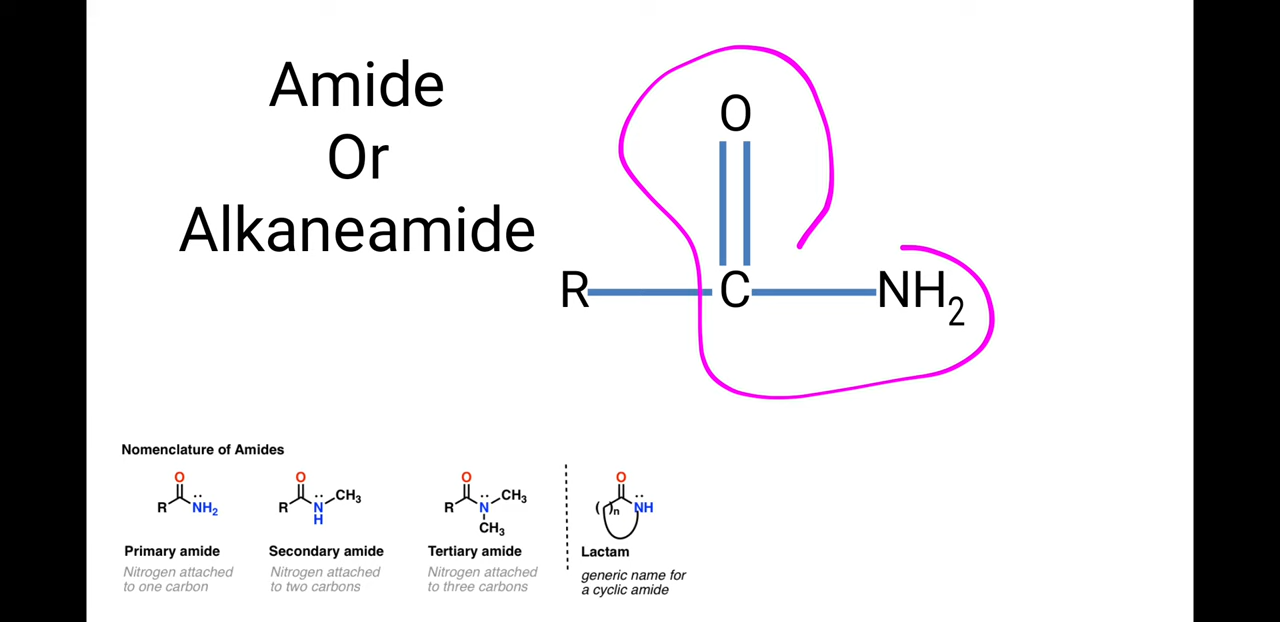 Amide
Or
Alkaneamide
O
R C NH2
Nomenclature of Amides
O
R NH2
Primary amide
Nitrogen attached
to one carbon
O
R N CH3
H
Secondary amide
Nitrogen attached
to two carbons
O
R N CH3
CH3
Tertiary amide
Nitrogen attached
to three carbons
O
( )n NH
Lactam
generic name for
a cyclic amide